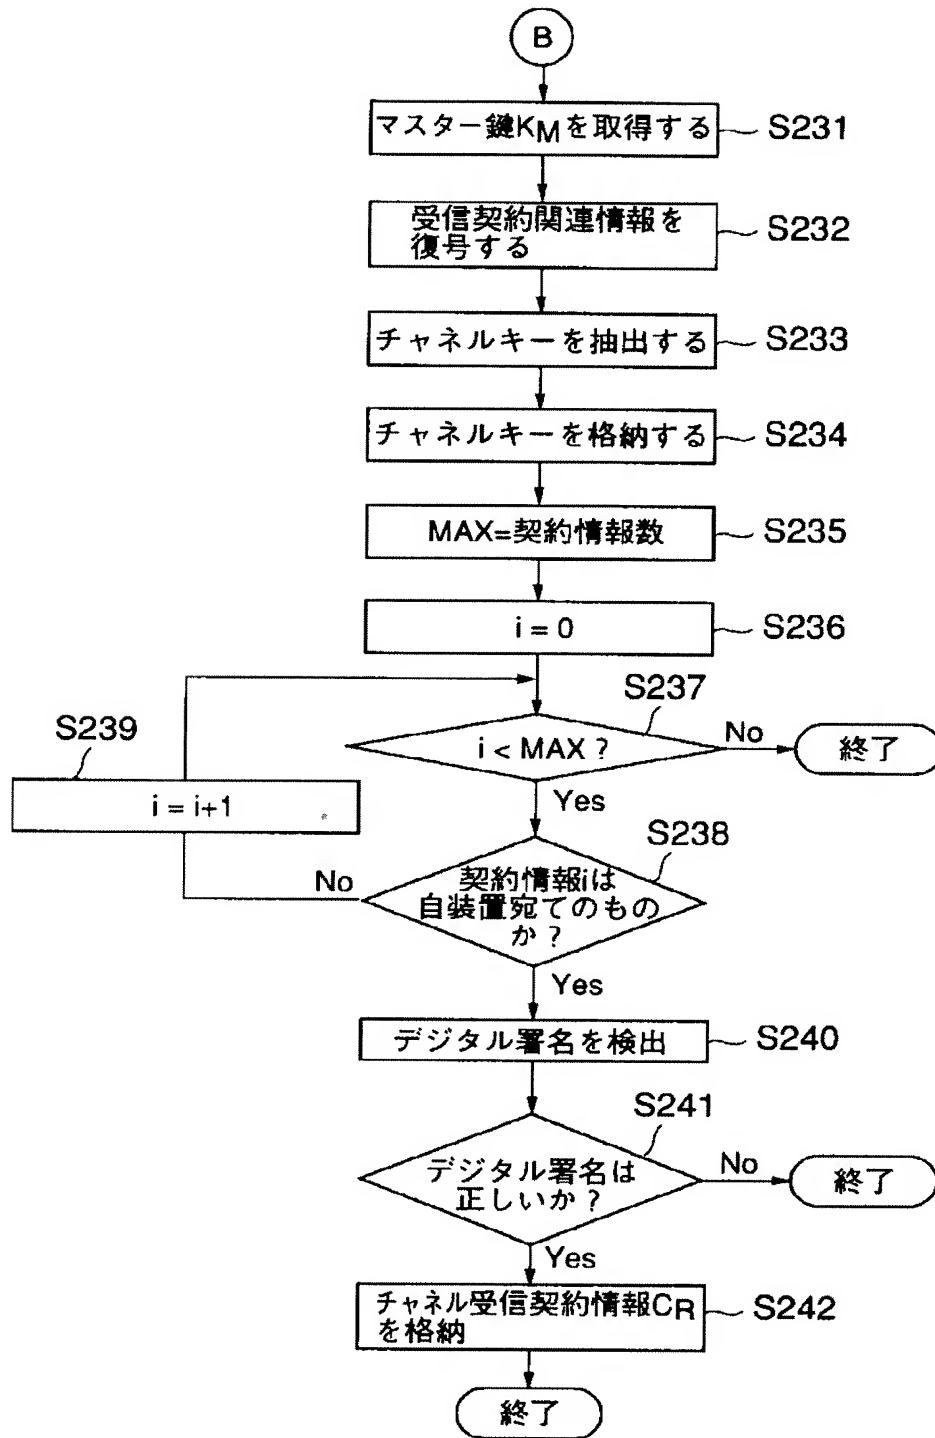 B
マスター鍵KMを取得する
S231
受信契約関連情報を
復号する
S232
チャネルキーを抽出する
S233
チャネルキーを格納する
S234
MAX=契約情報数
S235
i = 0
S236
S237
i < MAX ?
No
終了
S239
i = i+1
Yes
S238
契約情報iは
自装置宛てのもの
か?
No
Yes
デジタル署名を検出
S240
S241
デジタル署名は
正しいか?
No
終了
Yes
チャネル受信契約情報CR
を格納
S242
終了